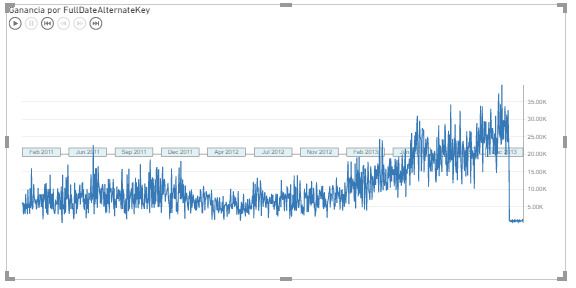 Ganancia por FullDateAlternateKey
35.00K
30.00K
25.00K
Feb 2011 Jun 2011 Sep 2011 Dec 2011 Apr 2012 Jul 2012 Nov 2012 Feb 2013 2013
20.00K
15.00K
10.00K
5.00K